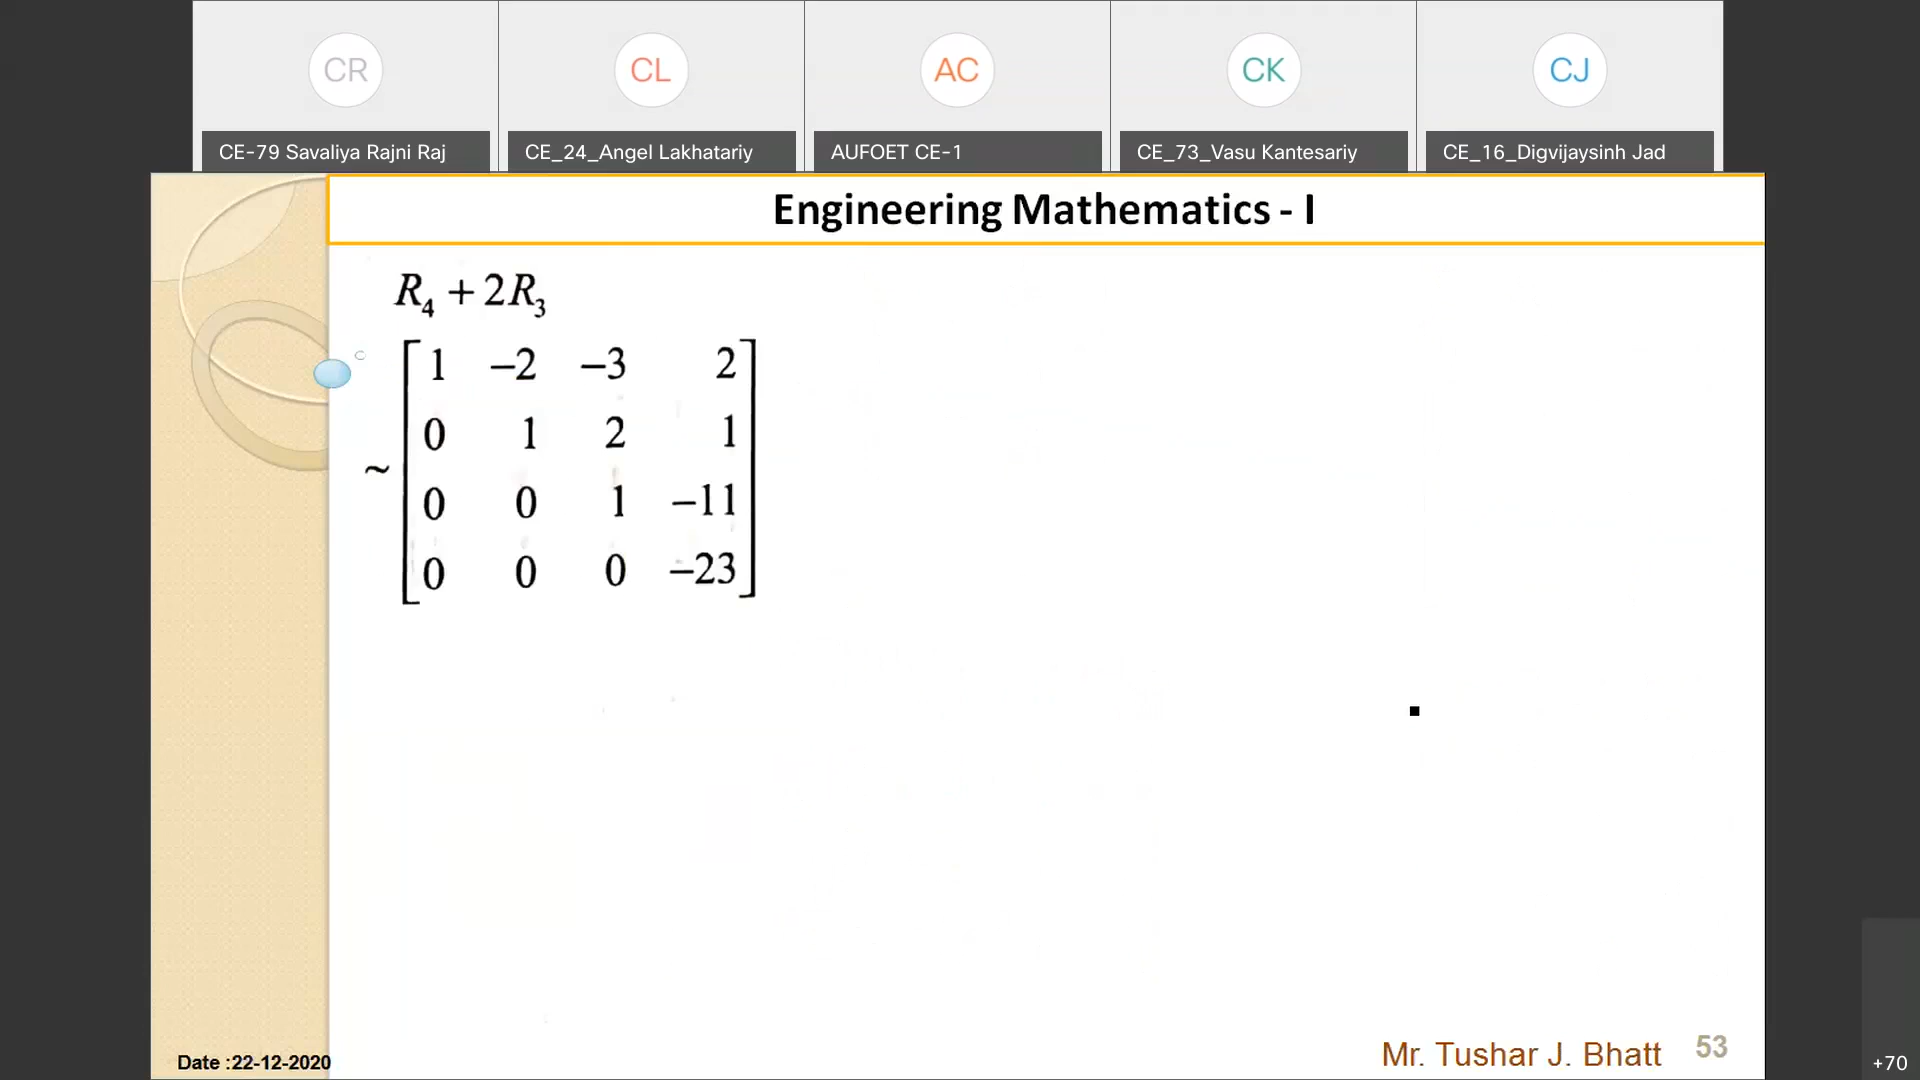 CR
CL
AC
CK
CJ
CE-79 Savaliya Rajni Raj
CE_24_Angel Lakhatariy
AUFOET CE-1
CE_73_Vasu Kantesariy
CE_16_Digvijaysinh Jad
Engineering Mathematics - I
R₄ + 2R₃
1 −2 −3 2
0 1 2 1
~
0 0 1 −11
0 0 0 −23
Date :22-12-2020
Mr. Tushar J. Bhatt
53
+70